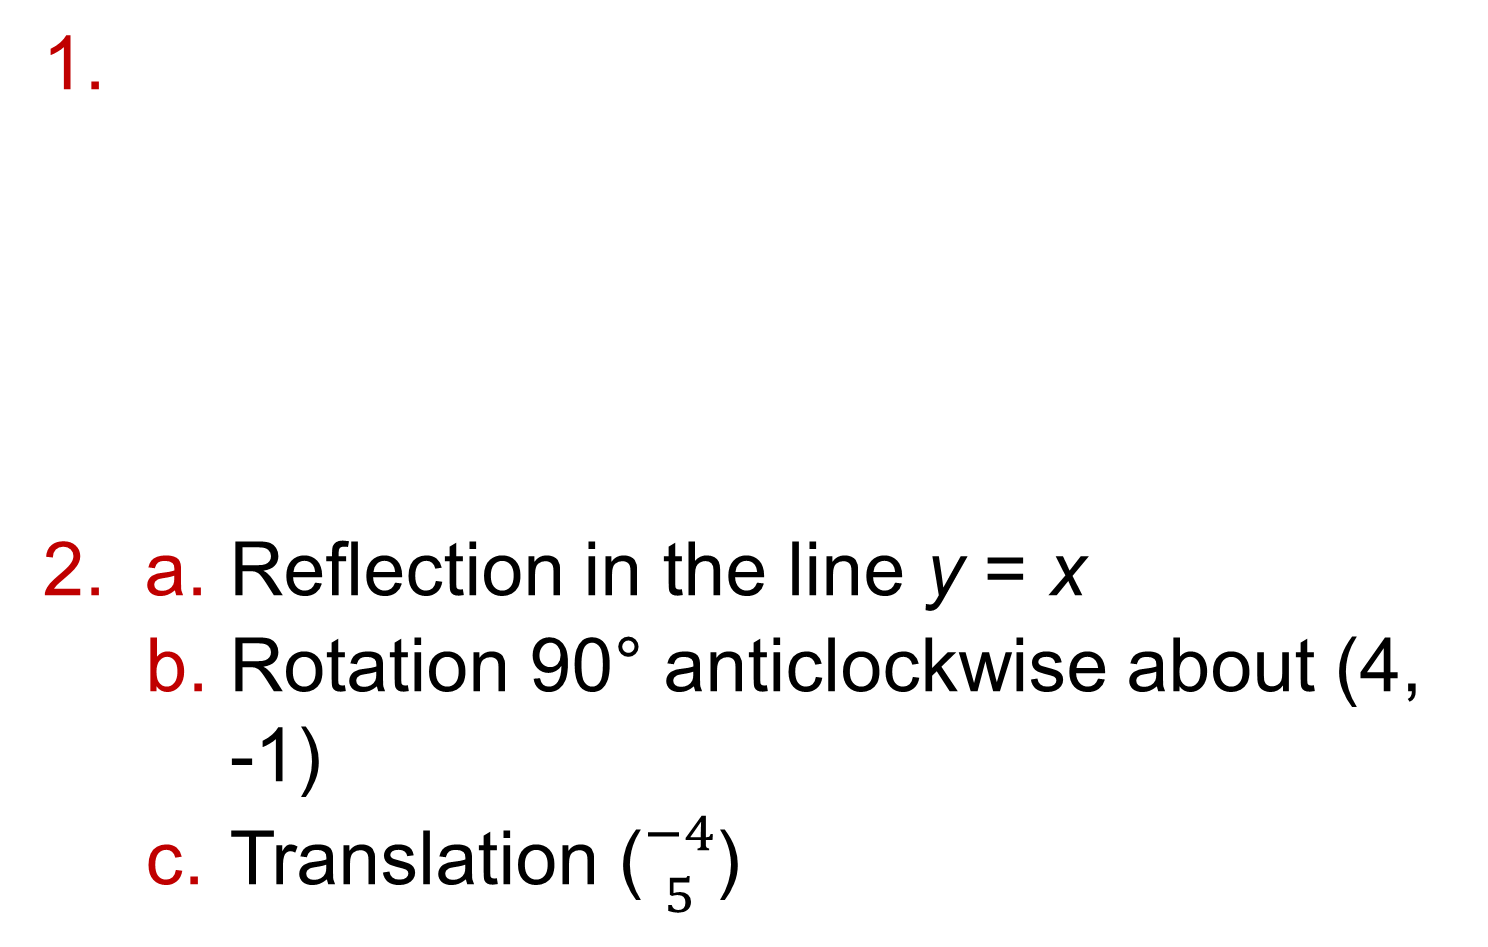 1.
2. a. Reflection in the line y = x
b. Rotation 90° anticlockwise about (4,
-1)
c. Translation (−4
5)